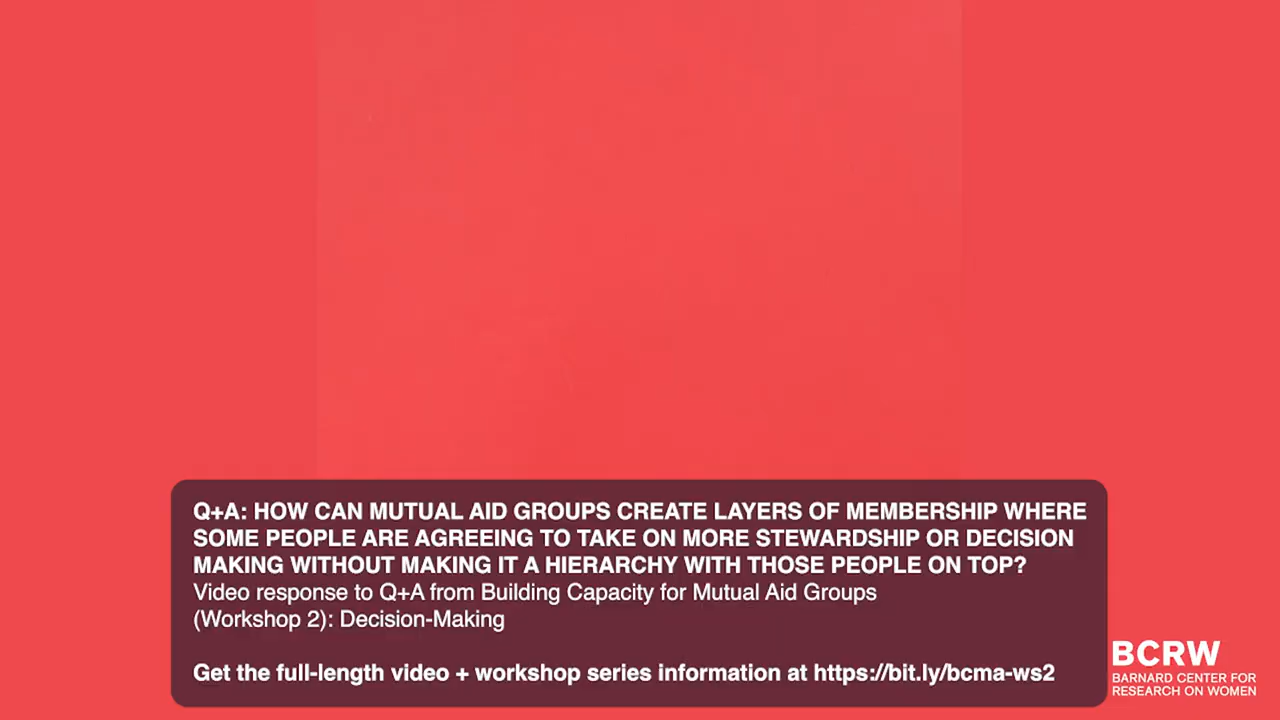 Q+A: HOW CAN MUTUAL AID GROUPS CREATE LAYERS OF MEMBERSHIP WHERE
SOME PEOPLE ARE AGREEING TO TAKE ON MORE STEWARDSHIP OR DECISION
MAKING WITHOUT MAKING IT A HIERARCHY WITH THOSE PEOPLE ON TOP?
Video response to Q+A from Building Capacity for Mutual Aid Groups
(Workshop 2): Decision-Making
Get the full-length video + workshop series information at https://bit.ly/bcma-ws2
BCRW
BARNARD CENTER FOR
RESEARCH ON WOMEN